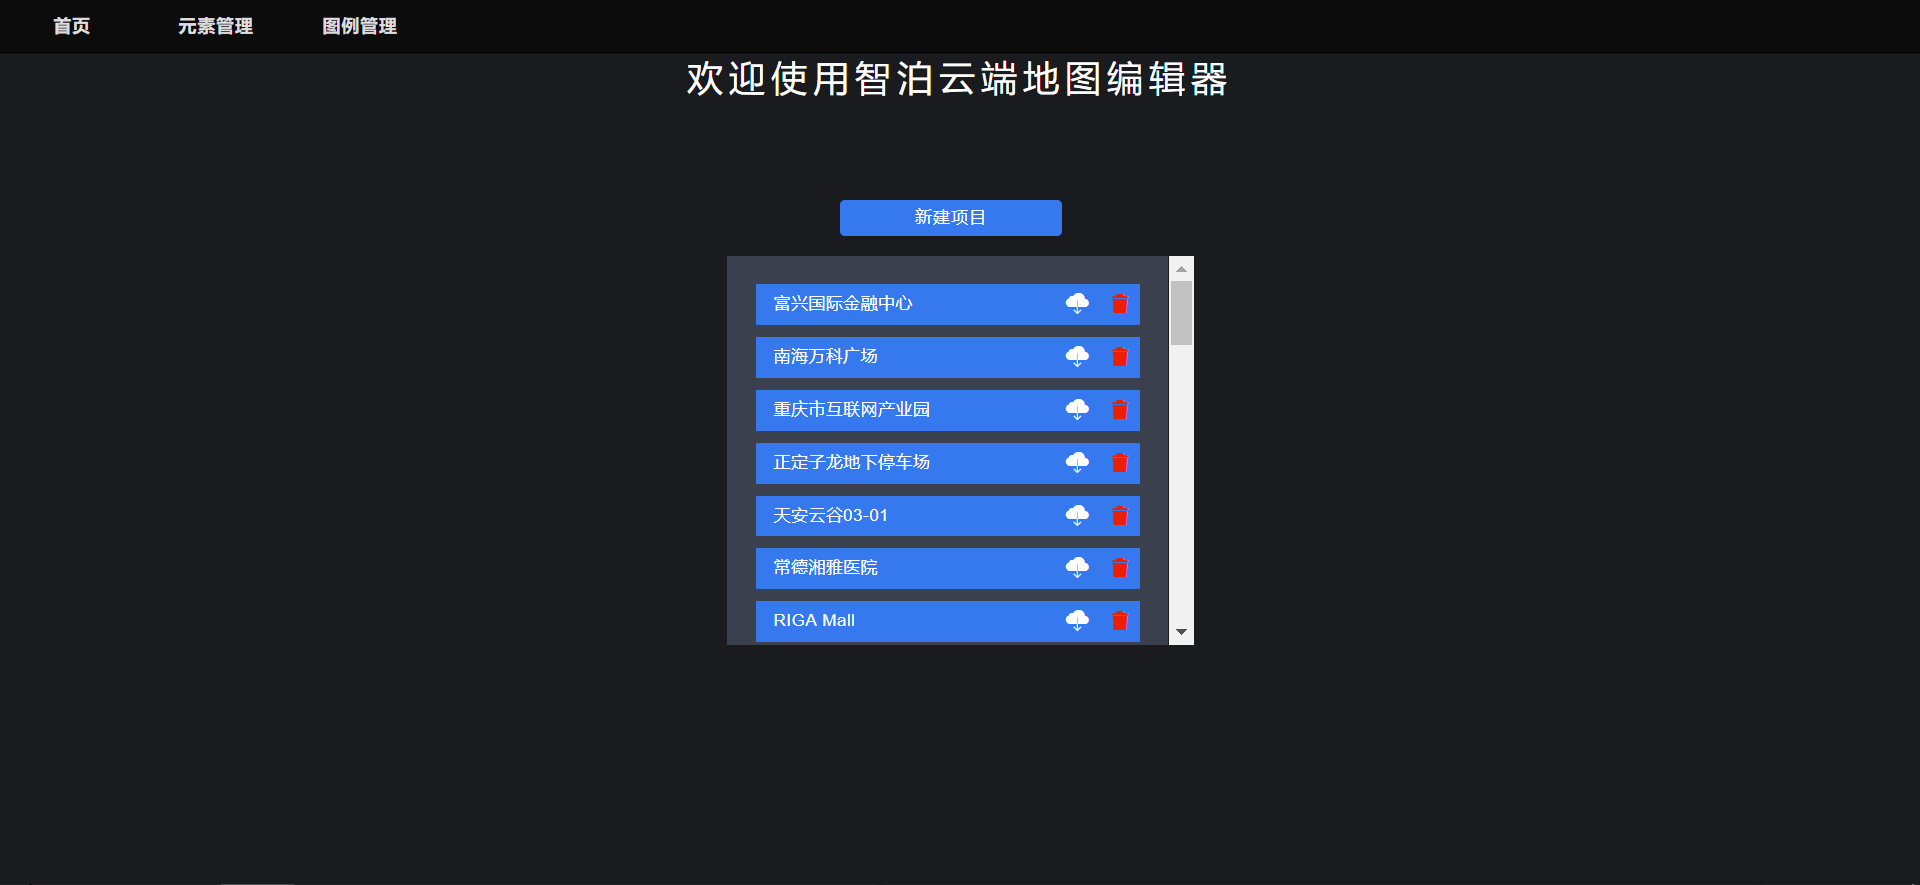 首页 元素管理 图例管理
欢迎使用智泊云端地图编辑器
新建项目
富兴国际金融中心
南海万科广场
重庆市互联网产业园
正定子龙地下停车场
天安云谷03-01
常德湘雅医院
RIGA Mall